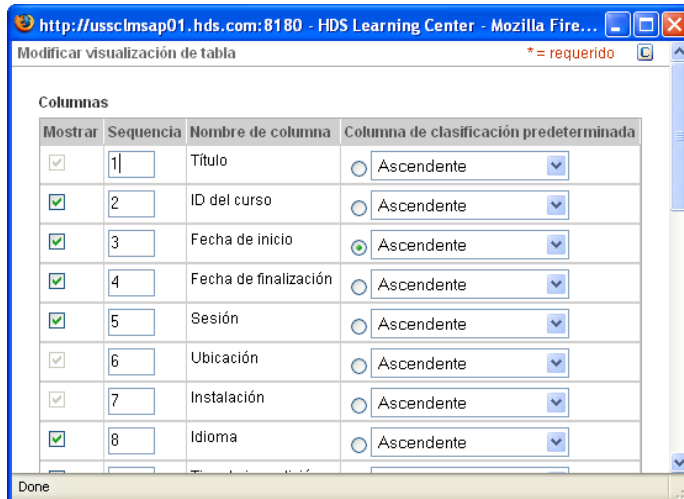 http://ussclmsap01.hds.com:8180 - HDS Learning Center - Mozilla Fire...
Modificar visualización de tabla * = requerido C
Columnas
Mostrar Sequencia Nombre de columna Columna de clasificación predeterminada
1 Título Ascendente
2 ID del curso Ascendente
3 Fecha de inicio Ascendente
4 Fecha de finalización Ascendente
5 Sesión Ascendente
6 Ubicación Ascendente
7 Instalación Ascendente
8 Idioma Ascendente
Done